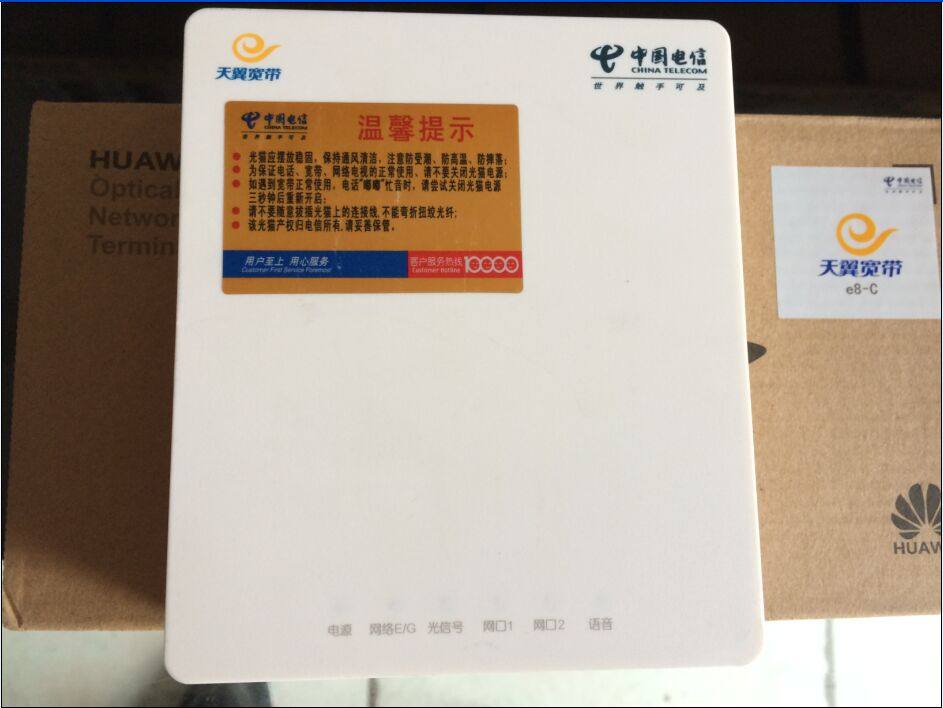 天翼宽带
中国电信
CHINA TELECOM
世界触手可及
中国电信
CHINA TELECOM
世界触手可及
温馨提示
光猫应摆放稳固，保持通风清洁，注意防受潮、防高温、防摔落；
为保证电话、宽带、网络电视的正常使用、请不要关闭光猫电源；
如遇到宽带正常使用，电话“嘟嘟”忙音时，请尝试关闭光猫电源
三秒钟后重新开启；
请不要随意拔插光猫上的连接线,不能弯折扭绞光纤；
该光猫产权归电信所有,请妥善保管。
用户至上 用心服务
Customer First Service Foremost
客户服务热线
Customer Hotline
10000
电源 网络E/G 光信号 网口1 网口2 语音
HUAW
Optical
Networ
Termin
中国电信
天翼宽带
e8-C
HUAW